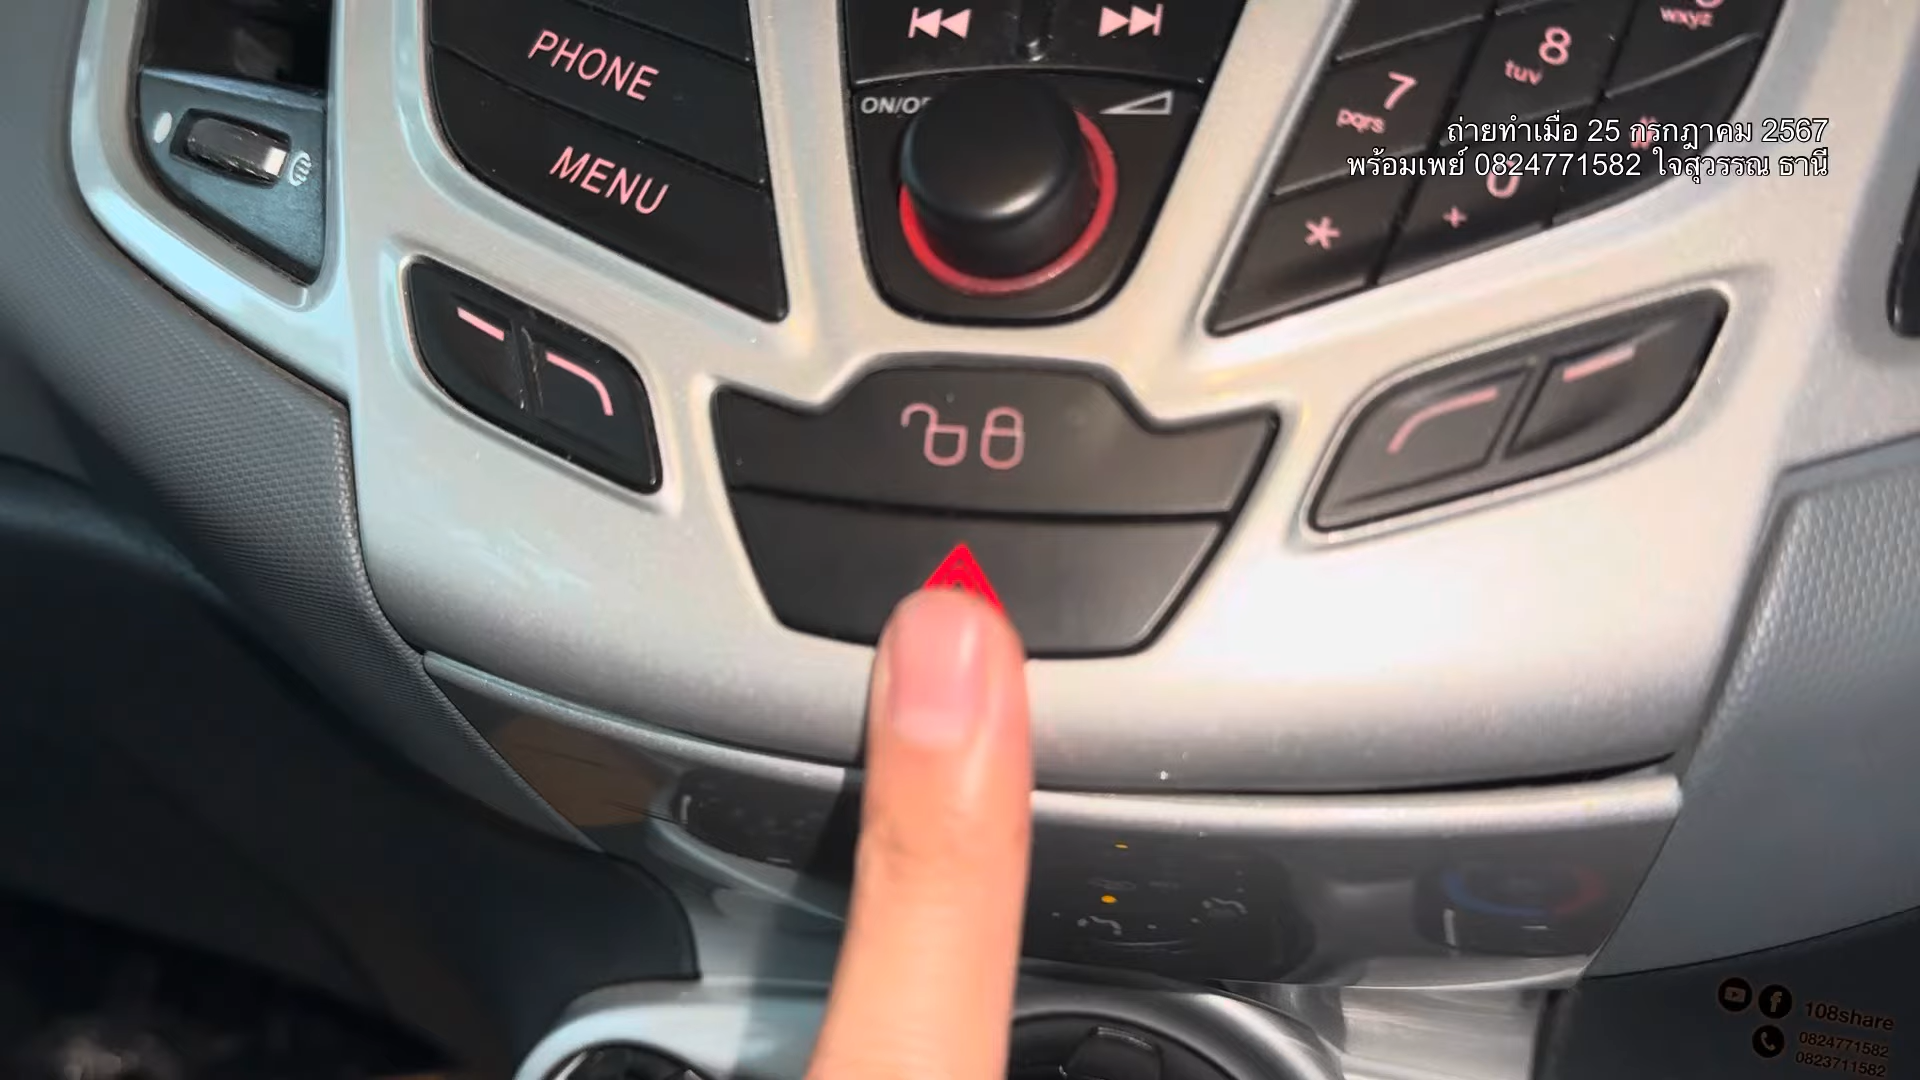 PHONE
MENU
ON/OF
wxyz
8
tuv
7
pqrs
*
+
ถ่ายทำเมื่อ 25 กรกฎาคม 2567
พร้อมเพย์ 0824771582 ใจสุวรรณ ธานี
108share
0824771582
0823711582